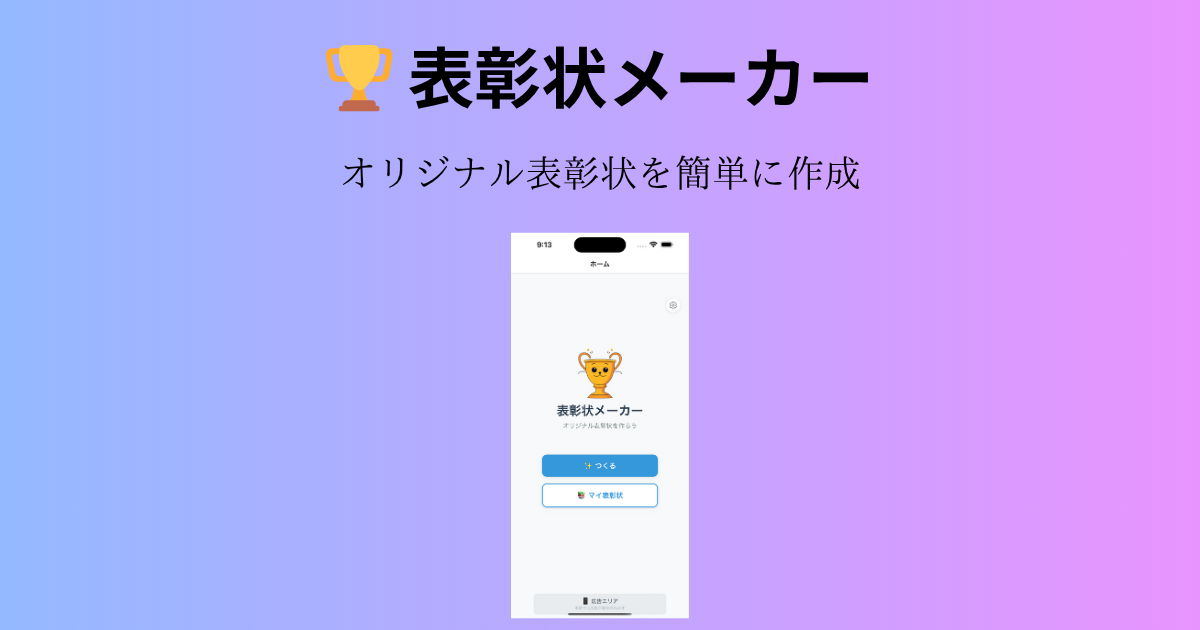 🏆 表彰状メーカー
オリジナル表彰状を簡単に作成
9:13
ホーム
表彰状メーカー
オリジナル表彰状を作ろう
✨ つくる
📚 マイ表彰状
📱 広告エリア